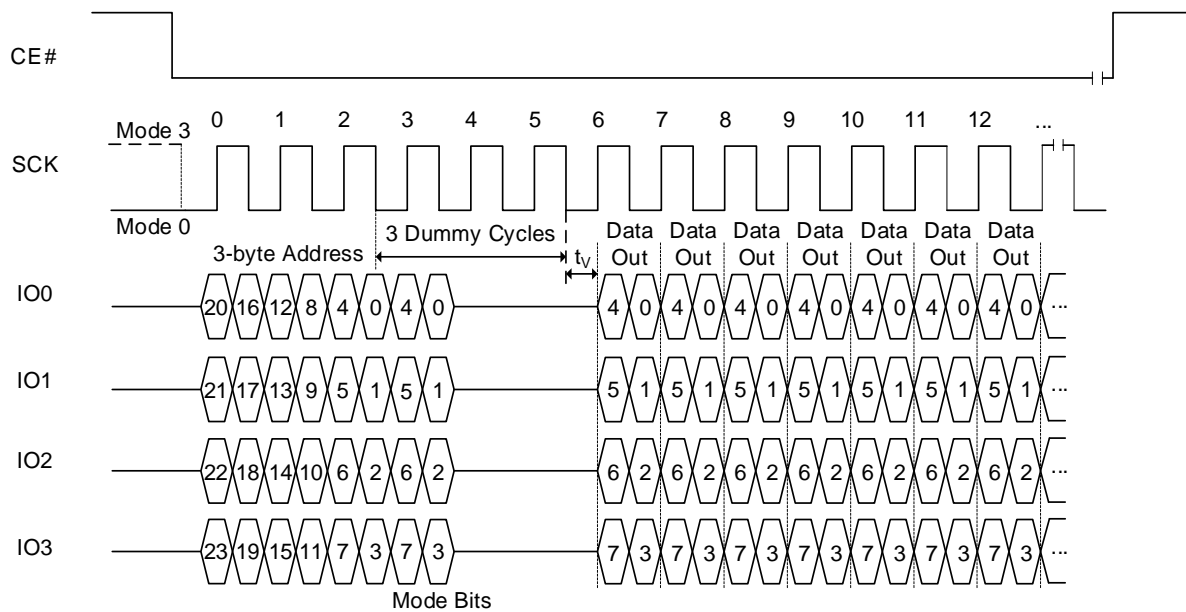 CE#
0 1 2 3 4 5 6 7 8 9 10 11 12 ...
Mode 3
SCK
Mode 0
3 Dummy Cycles
Data Data Data Data Data Data Data
3-byte Address
tV
Out Out Out Out Out Out Out
IO0
20 16 12 8 4 0 4 0 4 0 4 0 4 0 4 0 4 0 4 0 4 0 ...
IO1
21 17 13 9 5 1 5 1 5 1 5 1 5 1 5 1 5 1 5 1 5 1 ...
IO2
22 18 14 10 6 2 6 2 6 2 6 2 6 2 6 2 6 2 6 2 6 2 ...
IO3
23 19 15 11 7 3 7 3 7 3 7 3 7 3 7 3 7 3 7 3 7 3 ...
Mode Bits